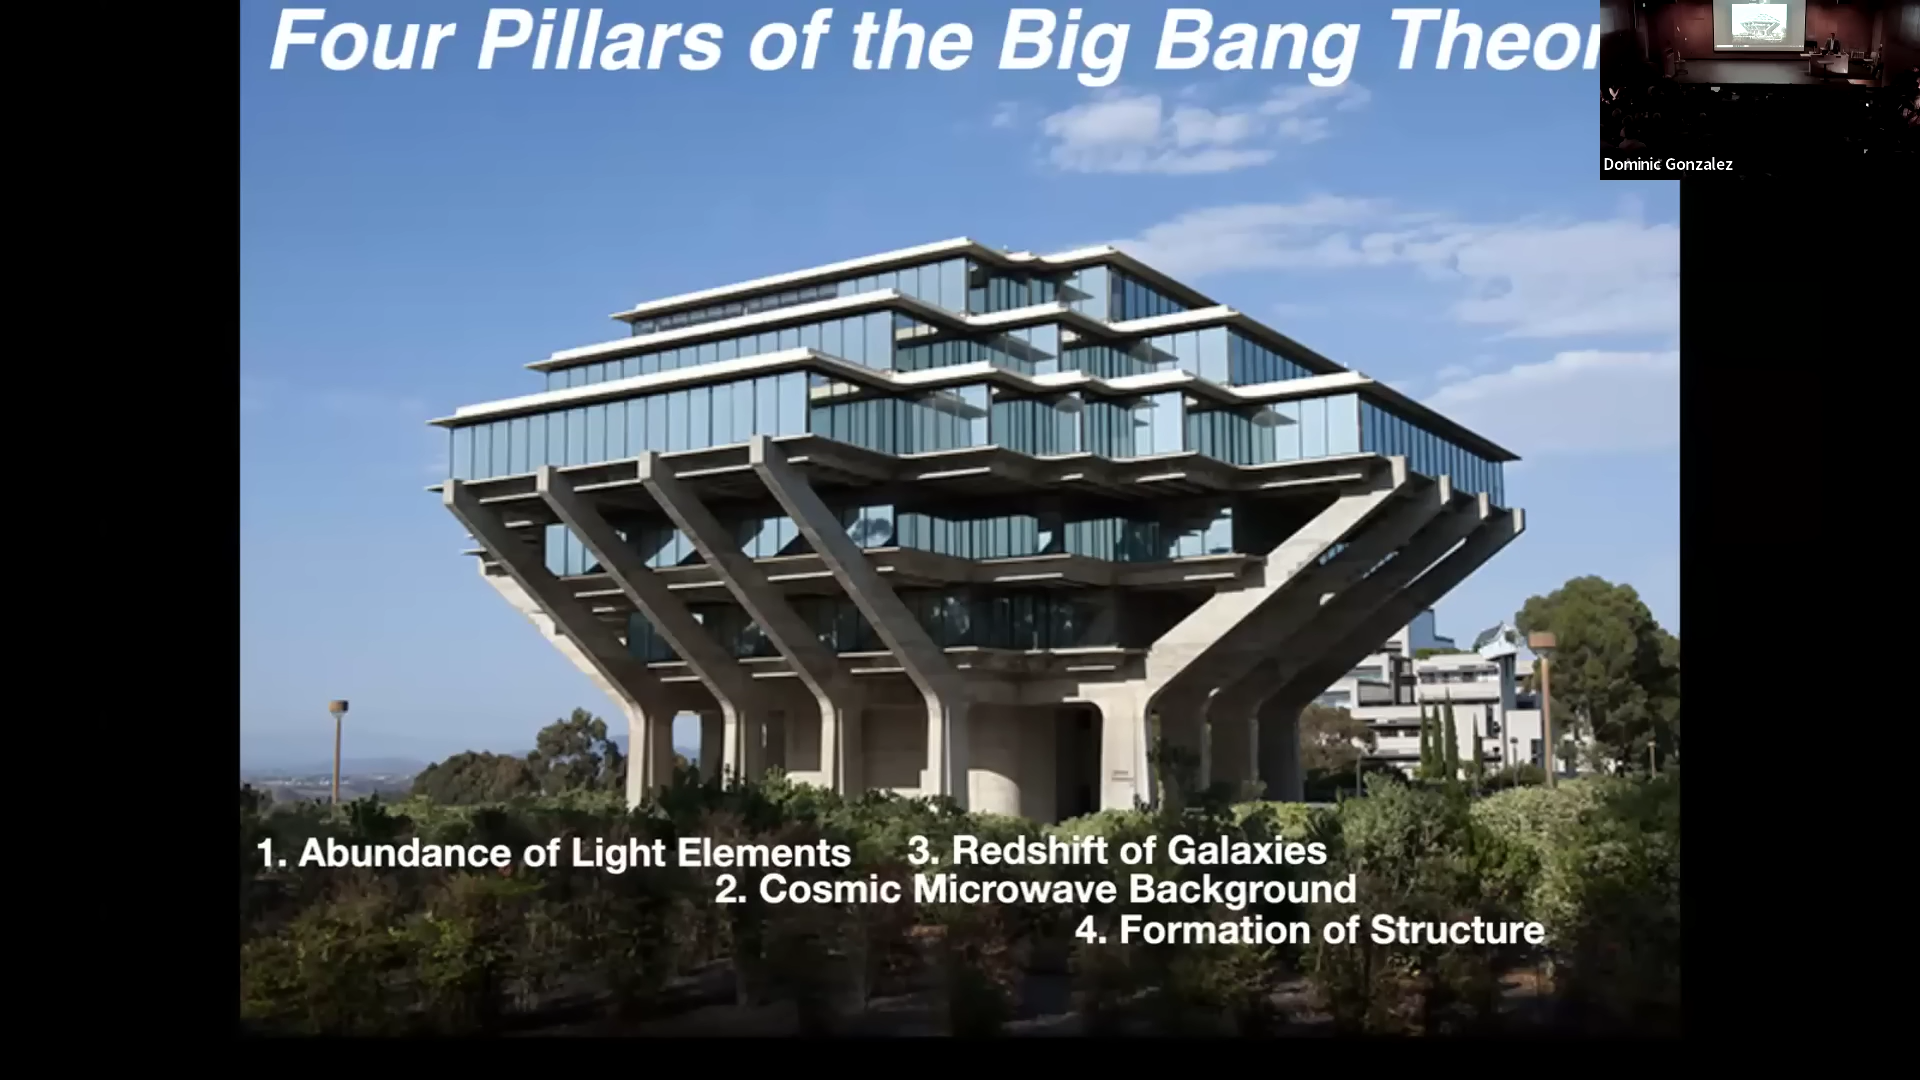 Four Pillars of the Big Bang Theor
Dominic Gonzalez
1. Abundance of Light Elements
3. Redshift of Galaxies
2. Cosmic Microwave Background
4. Formation of Structure